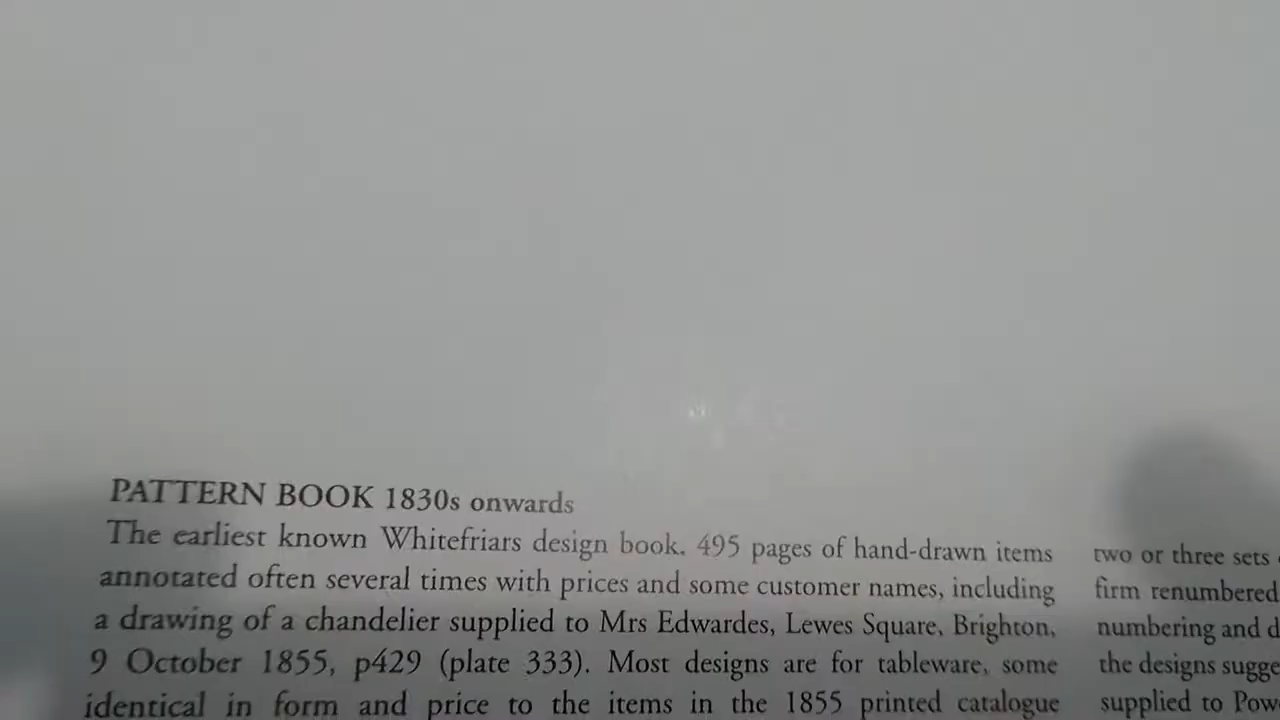 PATTERN BOOK 1830s onwards
The earliest known Whitefriars design book. 495 pages of hand-drawn items
annotated often several times with prices and some customer names, including
a drawing of a chandelier supplied to Mrs Edwardes, Lewes Square, Brighton,
9 October 1855, p429 (plate 333). Most designs are for tableware, some
identical in form and price to the items in the 1855 printed catalogue
two or three sets
firm renumbered
numbering and
the designs
supplied to